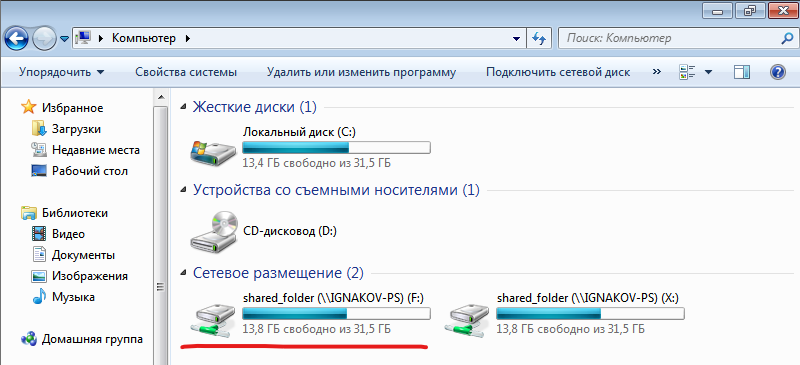 Компьютер
Поиск: Компьютер
Упорядочить
Свойства системы
Удалить или изменить программу
Подключить сетевой диск
»
Избранное
Загрузки
Недавние места
Рабочий стол
Библиотеки
Видео
Документы
Изображения
Музыка
Домашняя группа
Жесткие диски (1)
Локальный диск (C:)
13,4 ГБ свободно из 31,5 ГБ
Устройства со съемными носителями (1)
CD-дисковод (D:)
Сетевое размещение (2)
shared_folder (\\IGNAKOV-PS) (F:)
13,8 ГБ свободно из 31,5 ГБ
shared_folder (\\IGNAKOV-PS) (X:)
13,8 ГБ свободно из 31,5 ГБ